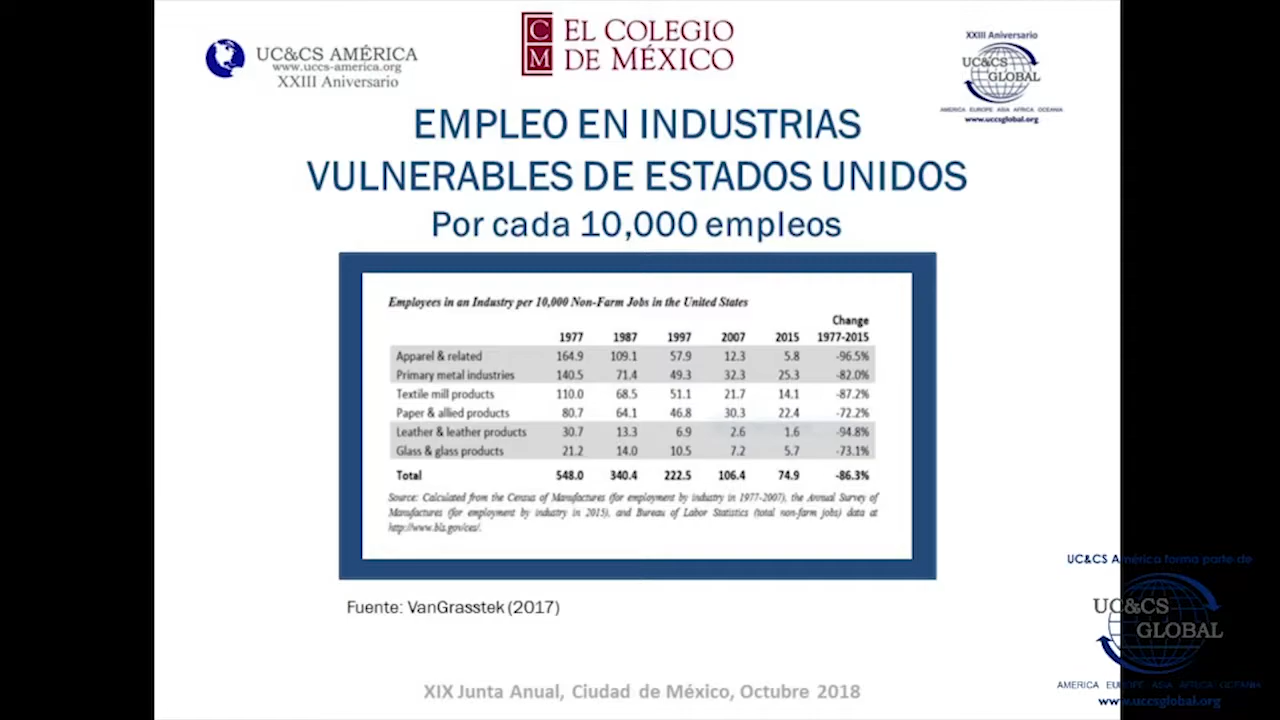 UC&CS AMÉRICA
www.uccs-america.org
XXIII Aniversario
C
M
EL COLEGIO
DE MÉXICO
XXIII Aniversario
UC&CS
GLOBAL
AMERICA EUROPE ASIA AFRICA OCEANIA
www.uccsglobal.org
EMPLEO EN INDUSTRIAS
VULNERABLES DE ESTADOS UNIDOS
Por cada 10,000 empleos
Employees in an Industry per 10,000 Non-Farm Jobs in the United States
Change
1977 1987 1997 2007 2015 1977-2015
Apparel & related 164.9 109.1 57.9 12.3 5.8 -96.5%
Primary metal industries 140.5 71.4 49.3 32.3 25.3 -82.0%
Textile mill products 110.0 68.5 51.1 21.7 14.1 -87.2%
Paper & allied products 80.7 64.1 46.8 30.3 22.4 -72.2%
Leather & leather products 30.7 13.3 6.9 2.6 1.6 -94.8%
Glass & glass products 21.2 14.0 10.5 7.2 5.7 -73.1%
Total 548.0 340.4 222.5 106.4 74.9 -86.3%
Source: Calculated from the Census of Manufactures (for employment by industry in 1977-2007), the Annual Survey of
Manufactures (for employment by industry in 2015), and Bureau of Labor Statistics (total non-farm jobs) data at
http://www.bls.gov/ces/.
Fuente: VanGrasstek (2017)
XIX Junta Anual, Ciudad de México, Octubre 2018
UC&CS América forma parte de
UC&CS
GLOBAL
AMERICA EUROPE ASIA AFRICA OCEANIA
www.uccsglobal.org